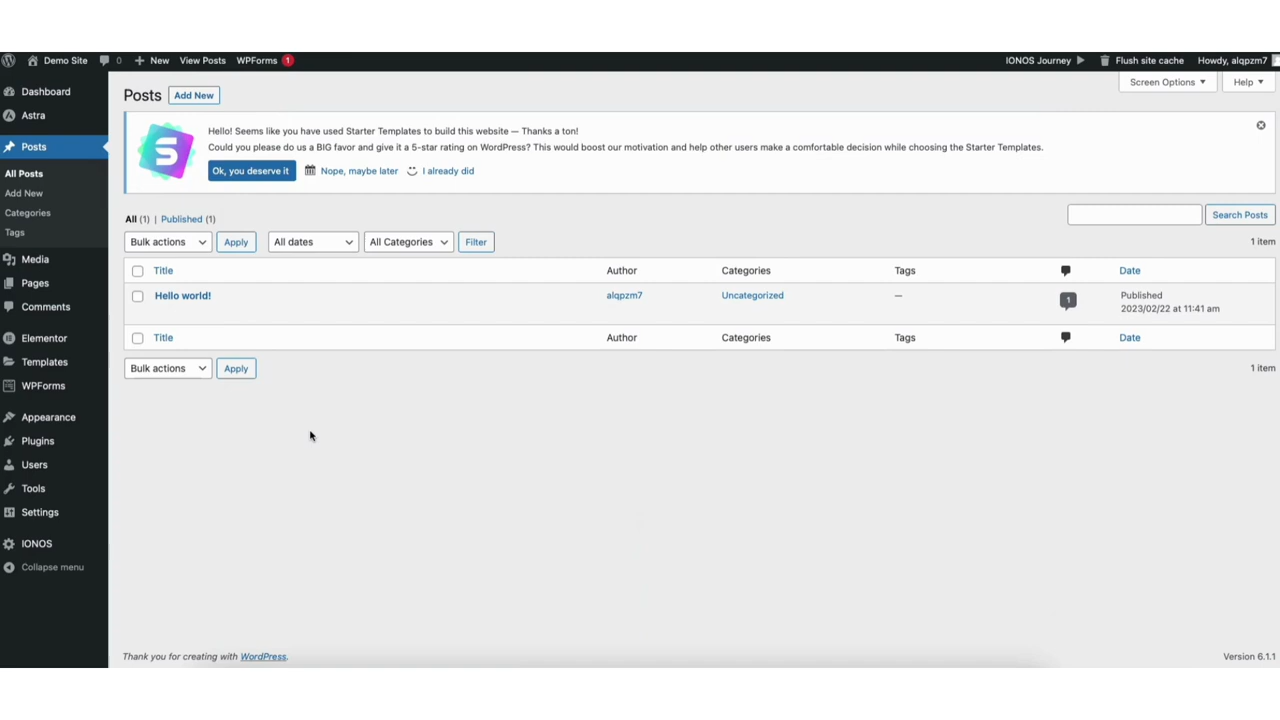 Demo Site 0 New View Posts WPForms 1 IONOS Journey Flush site cache Howdy, alqpzm7
Screen Options Help
Dashboard
Astra
Posts
All Posts
Add New
Categories
Tags
Media
Pages
Comments
Elementor
Templates
WPForms
Appearance
Plugins
Users
Tools
Settings
IONOS
Collapse menu
Posts Add New
S
Hello! Seems like you have used Starter Templates to build this website — Thanks a ton!
Could you please do us a BIG favor and give it a 5-star rating on WordPress? This would boost our motivation and help other users make a comfortable decision while choosing the Starter Templates.
Ok, you deserve it Nope, maybe later I already did
All (1) | Published (1)
Search Posts
Bulk actions Apply All dates All Categories Filter 1 item
Title Author Categories Tags Date
Hello world! alqpzm7 Uncategorized — 1 Published
2023/02/22 at 11:41 am
Title Author Categories Tags Date
Bulk actions Apply 1 item
Thank you for creating with WordPress. Version 6.1.1